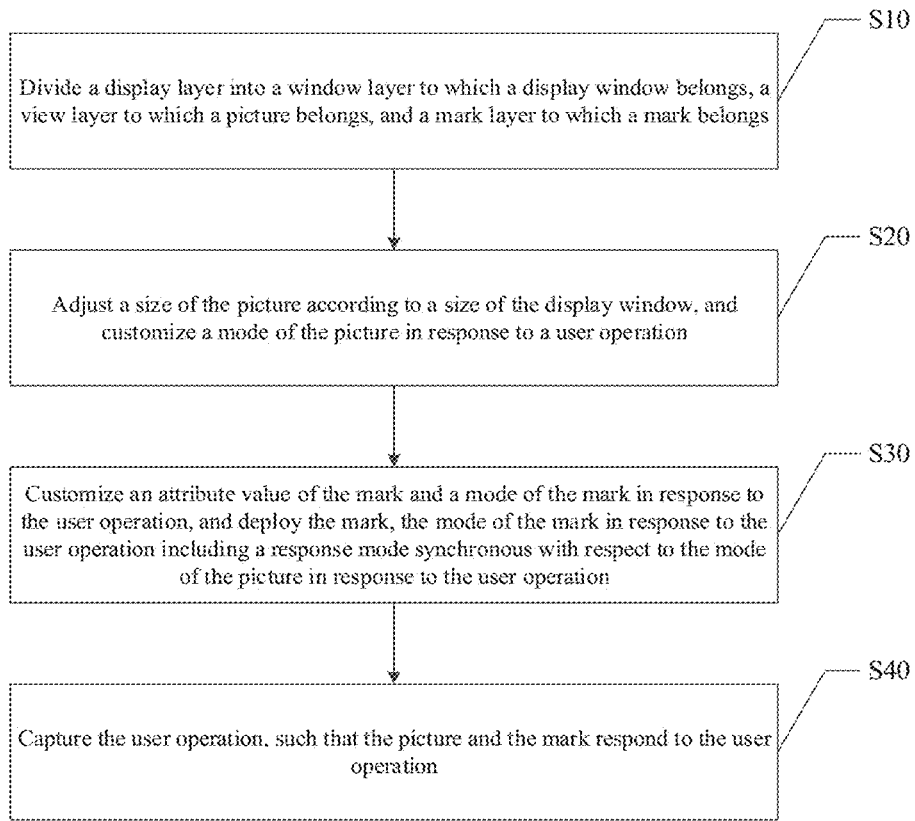 S10
Divide a display layer into a window layer to which a display window belongs, a
view layer to which a picture belongs, and a mark layer to which a mark belongs
S20
Adjust a size of the picture according to a size of the display window, and
customize a mode of the picture in response to a user operation
S30
Customize an attribute value of the mark and a mode of the mark in response to
the user operation, and deploy the mark, the mode of the mark in response to the
user operation including a response mode synchronous with respect to the mode
of the picture in response to the user operation
S40
Capture the user operation, such that the picture and the mark respond to the user
operation